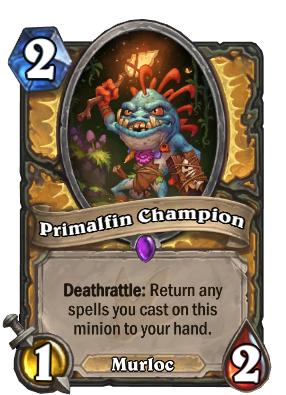 2
Primalfin Champion
Deathrattle: Return any
spells you cast on this
minion to your hand.
1
Murloc
2